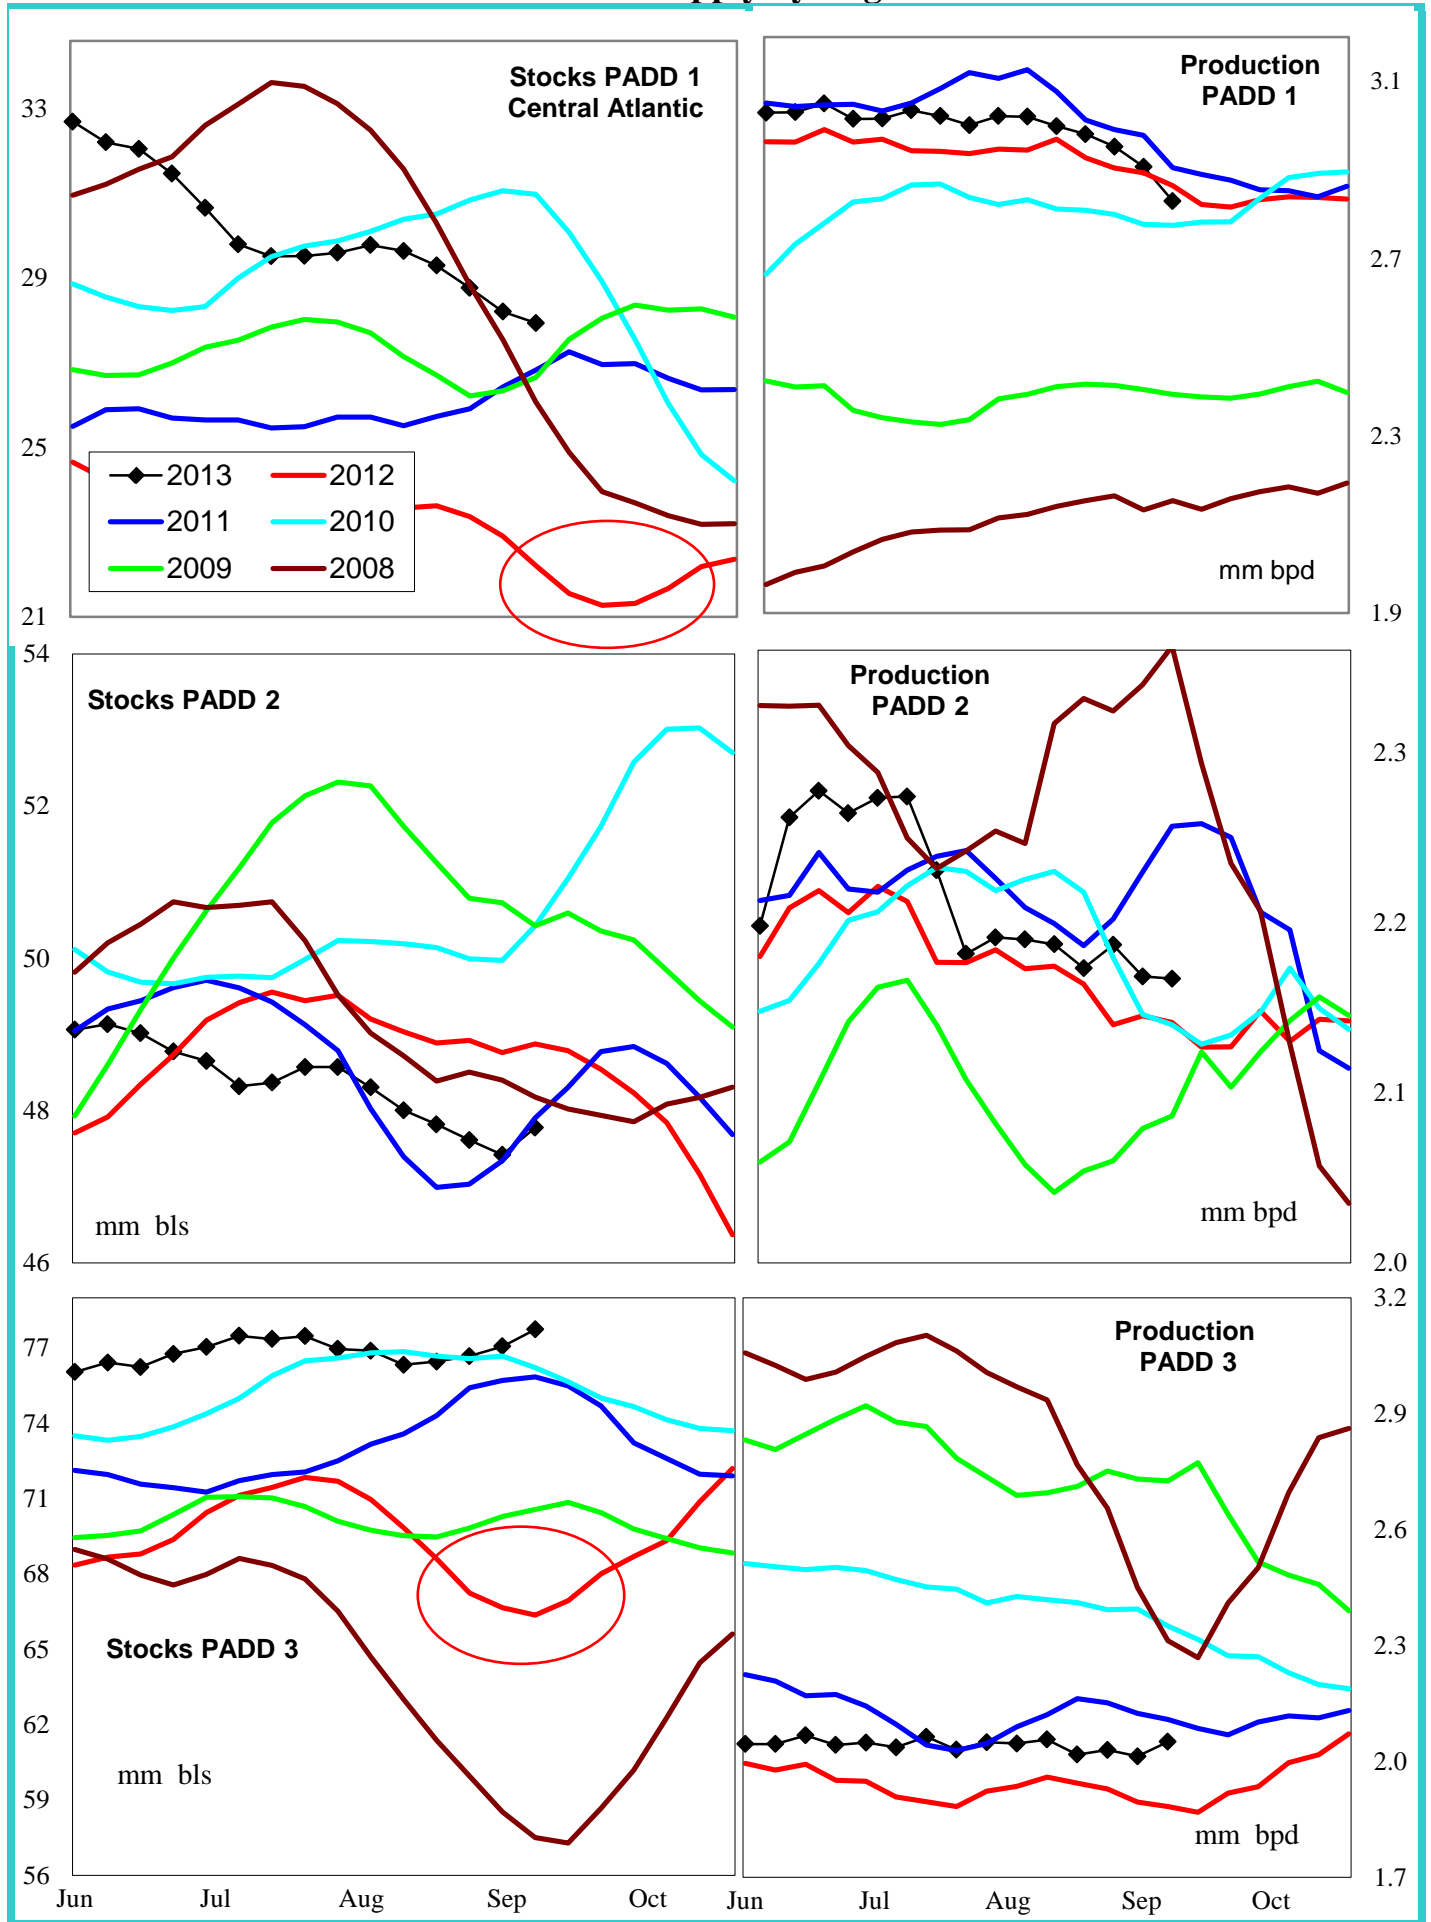 Stocks PADD 1
Central Atlantic
33
29
25
21
2013
2012
2011
2010
2009
2008
Production
PADD 1
3.1
2.7
2.3
1.9
mm bpd
Stocks PADD 2
54
52
50
48
46
mm bls
Production
PADD 2
2.3
2.2
2.1
2.0
mm bpd
77
74
71
68
65
62
59
56
Stocks PADD 3
mm bls
Jun Jul Aug Sep Oct
Production
PADD 3
3.2
2.9
2.6
2.3
2.0
1.7
mm bpd
Jun Jul Aug Sep Oct